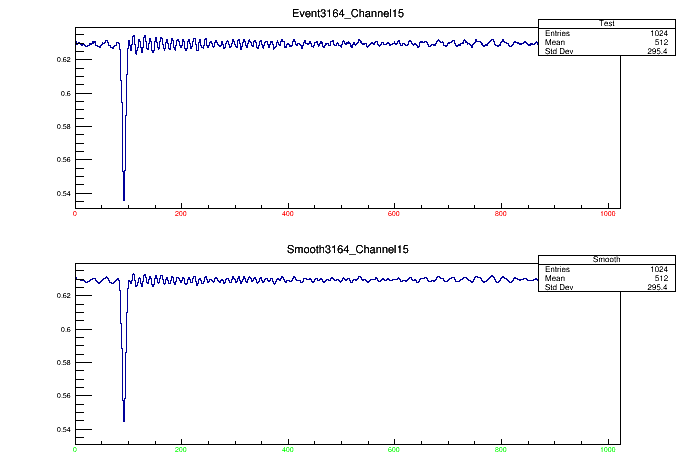 Event3164_Channel15
Test
Entries 1024
Mean 512
Std Dev 295.4
0.62
0.6
0.58
0.56
0.54
0 200 400 600 800 1000
Smooth3164_Channel15
Smooth
Entries 1024
Mean 512
Std Dev 295.4
0.62
0.6
0.58
0.56
0.54
0 200 400 600 800 1000